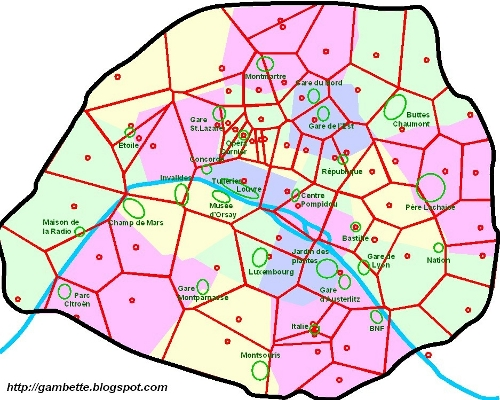 Montmartre
Gare du Nord
Buttes
Chaumont
Gare
St.Lazare
Gare de l'Est
Opéra
Garnier
Etoile
Concorde
République
Invalides
Tuileries
Louvre
Centre
Pompidou
Père Lachaise
Musée
d'Orsay
Champ de Mars
Maison de
la Radio
Bastille
Jardin des
plantes
Gare de
Lyon
Nation
Luxembourg
Gare
Montparnasse
Gare
d'Austerlitz
Parc
Citroën
BNF
Italie
Montsouris
http://gambette.blogspot.com